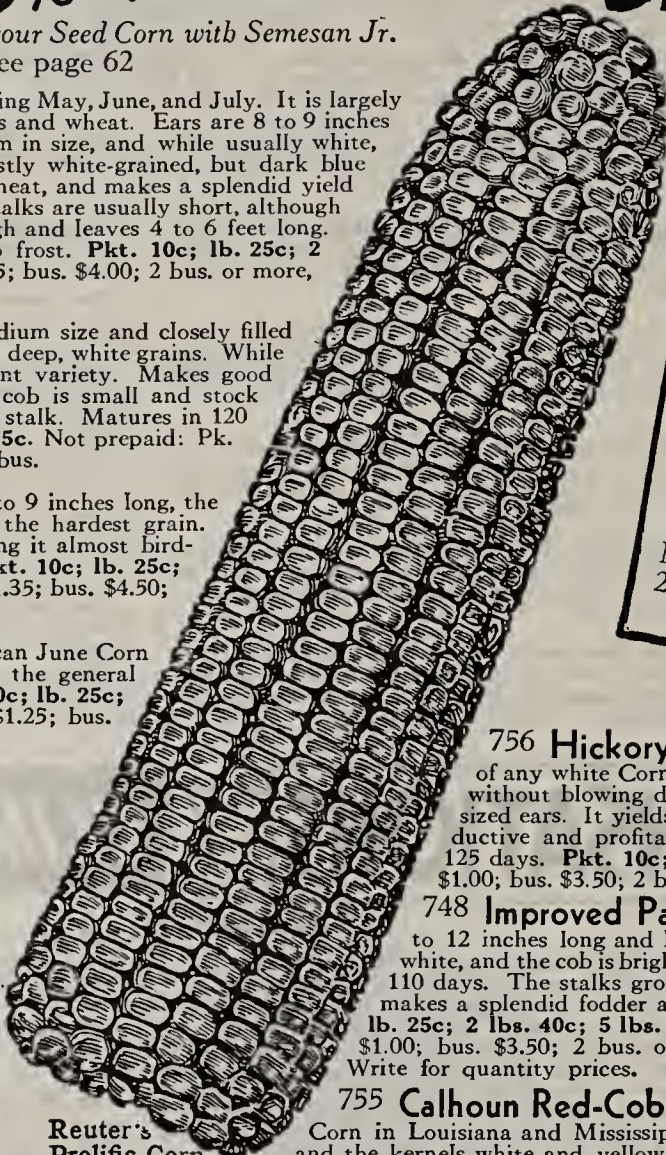 our Seed Corn with Semesan Jr.
ee page 62
ing May, June, and July. It is largely
s and wheat. Ears are 8 to 9 inches
m in size, and while usually white,
stly white-grained, but dark blue
heat, and makes a splendid yield
talks are usually short, although
gh and leaves 4 to 6 feet long.
frost. Pkt. 10c; lb. 25c; 2
5; bus. $4.00; 2 bus. or more,
dium size and closely filled
deep, white grains. While
nt variety. Makes good
cob is small and stock
stalk. Matures in 120
5c. Not prepaid: Pk.
bus.
to 9 inches long, the
the hardest grain.
ng it almost bird-
kt. 10c; lb. 25c;
.35; bus. $4.50;
can June Corn
the general
0c; lb. 25c;
$1.25; bus.
756 Hickory
of any white Corn
without blowing d
sized ears. It yields
ductive and profita
125 days. Pkt. 10c;
$1.00; bus. $3.50; 2 b
748 Improved Pa
to 12 inches long and
white, and the cob is brigh
110 days. The stalks gro
makes a splendid fodder a
lb. 25c; 2 lbs. 40c; 5 lbs.
$1.00; bus. $3.50; 2 bus. o
Write for quantity prices.
755 Calhoun Red-Cob
Corn in Louisiana and Mississip
and the kernels white and yellow
Reuter's
Prolific Corn